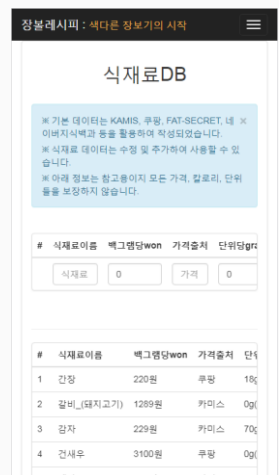 장볼레시피 : 색다른 장보기의 시작
식재료DB
※ 기본 데이터는 KAMIS, 쿠팡, FAT-SECRET, 네 ×
이버지식백과 등을 활용하여 작성되었습니다.
※ 식재료 데이터는 수정 및 추가하여 사용할 수 있
습니다.
※ 아래 정보는 참고용이지 모든 가격, 칼로리, 단위
들을 보장하지 않습니다.
# 식재료이름 백그램당won 가격출처 단위당gra
식재료 0 가격 0
# 식재료이름 백그램당won 가격출처 단위
1 간장 220원 쿠팡 18g
2 갈비_(돼지고기) 1289원 카미스 0g(
3 감자 229원 카미스 70g
4 건새우 3100원 쿠팡 0g(